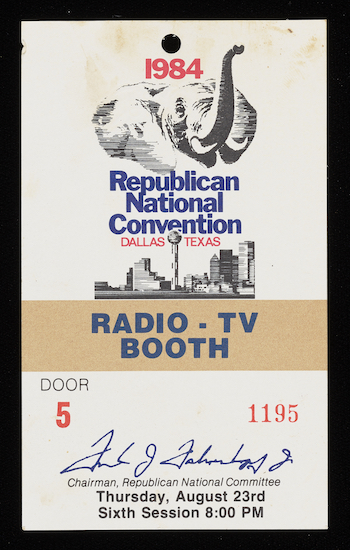 1984
Republican
National
Convention
DALLAS TEXAS
RADIO - TV
BOOTH
DOOR
5 1195
Frank J Fahrenkopf Jr
Chairman, Republican National Committee
Thursday, August 23rd
Sixth Session 8:00 PM